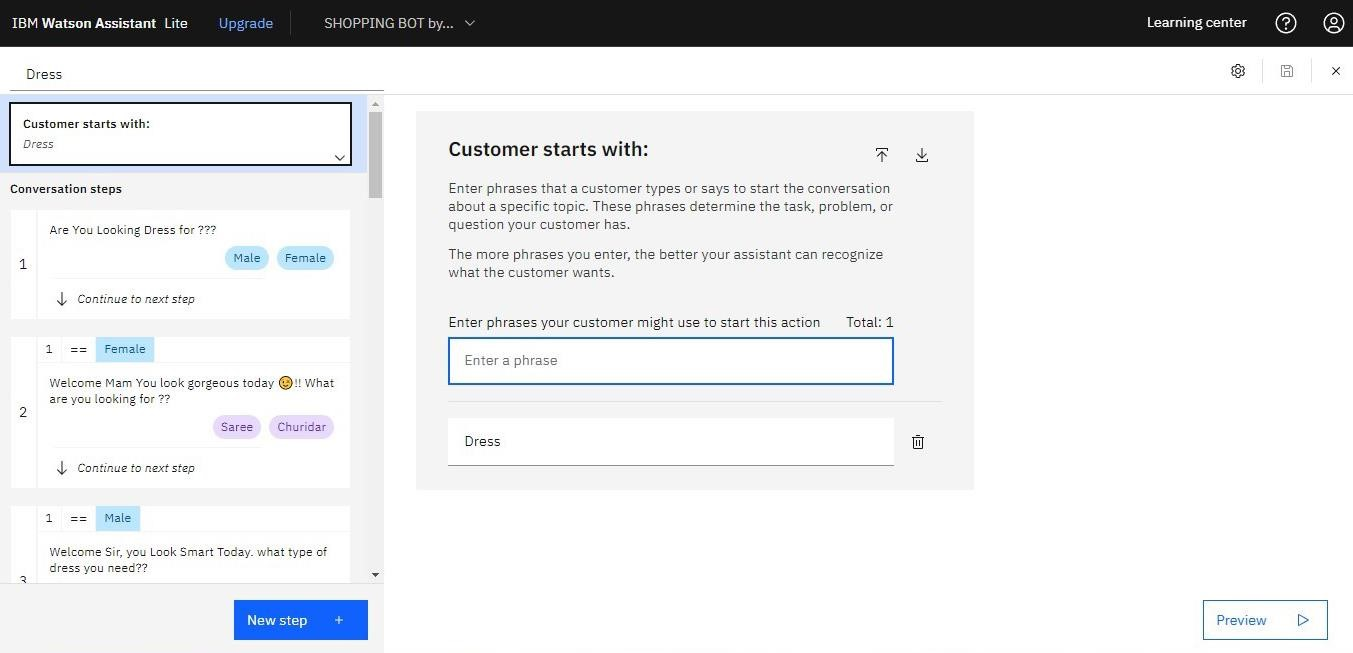 IBM Watson Assistant Lite Upgrade SHOPPING BOT by... Learning center
Dress
Customer starts with:
Dress
Conversation steps
1
Are You Looking Dress for ???
Male Female
Continue to next step
2
1 == Female
Welcome Mam You look gorgeous today 😉!! What
are you looking for ??
Saree Churidar
Continue to next step
3
1 == Male
Welcome Sir, you Look Smart Today. what type of
dress you need??
New step +
Customer starts with:
Enter phrases that a customer types or says to start the conversation
about a specific topic. These phrases determine the task, problem, or
question your customer has.
The more phrases you enter, the better your assistant can recognize
what the customer wants.
Enter phrases your customer might use to start this action Total: 1
Enter a phrase
Dress
Preview